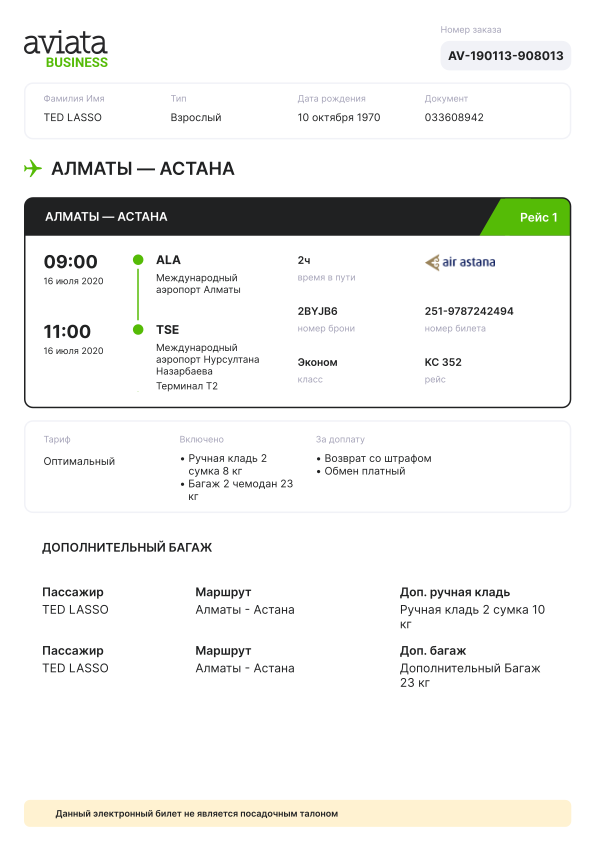 aviata
BUSINESS
Номер заказа
AV-190113-908013
Фамилия Имя
Тип
Дата рождения
Документ
TED LASSO
Взрослый
10 октября 1970
033608942
АЛМАТЫ — АСТАНА
АЛМАТЫ — АСТАНА
Рейс 1
09:00
16 июля 2020
ALA
Международный
аэропорт Алматы
2ч
время в пути
air astana
11:00
16 июля 2020
TSE
Международный
аэропорт Нурсултана
Назарбаева
Терминал Т2
2BYJB6
номер брони
251-9787242494
номер билета
Эконом
класс
KC 352
рейс
Тариф
Оптимальный
Включено
• Ручная кладь 2
сумка 8 кг
• Багаж 2 чемодан 23
кг
За доплату
• Возврат со штрафом
• Обмен платный
ДОПОЛНИТЕЛЬНЫЙ БАГАЖ
Пассажир
TED LASSO
Маршрут
Алматы - Астана
Доп. ручная кладь
Ручная кладь 2 сумка 10
кг
Пассажир
TED LASSO
Маршрут
Алматы - Астана
Доп. багаж
Дополнительный Багаж
23 кг
Данный электронный билет не является посадочным талоном